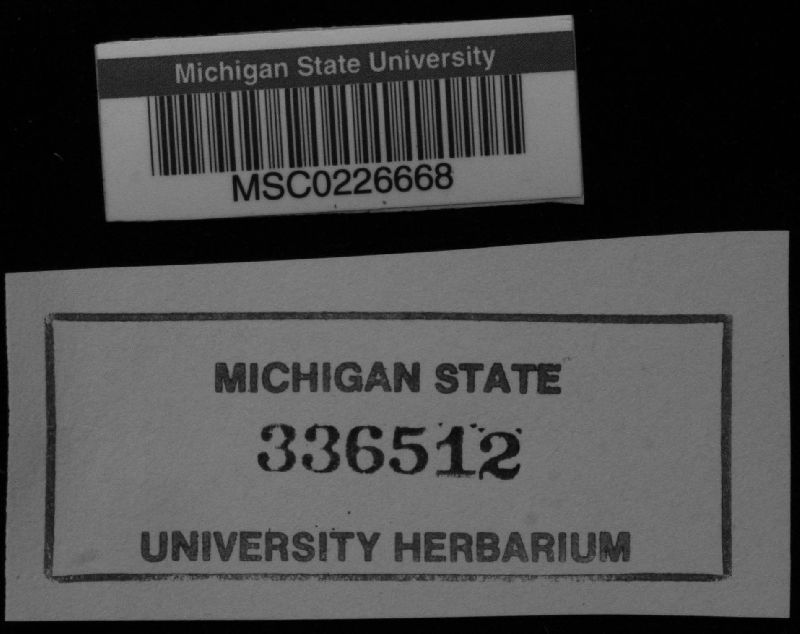 Michigan State University
MSC0226668
MICHIGAN STATE
336512
UNIVERSITY HERBARIUM